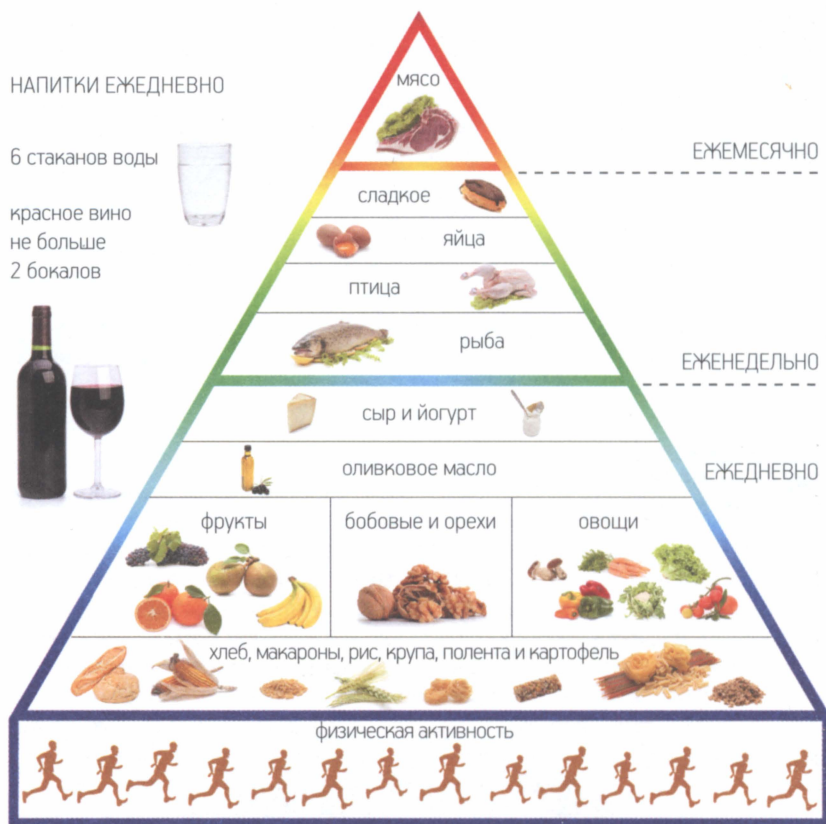 НАПИТКИ ЕЖЕДНЕВНО
6 стаканов воды
красное вино
не больше
2 бокалов
мясо
ЕЖЕМЕСЯЧНО
сладкое
яйца
птица
рыба
ЕЖЕНЕДЕЛЬНО
сыр и йогурт
оливковое масло
ЕЖЕДНЕВНО
фрукты
бобовые и орехи
овощи
хлеб, макароны, рис, крупа, полента и картофель
физическая активность